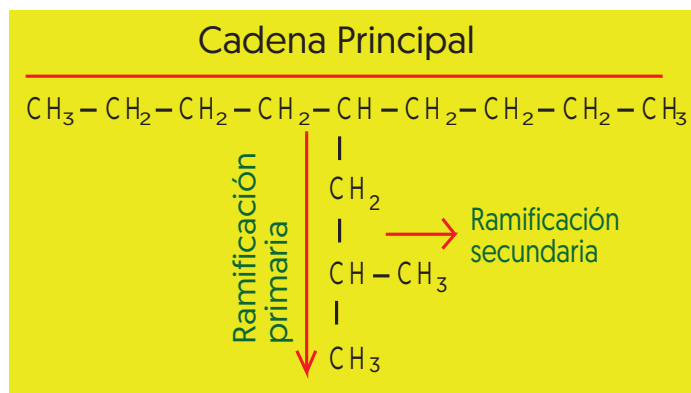 Cadena Principal
CH₃–CH₂–CH₂–CH₂–CH–CH₂–CH₂–CH₂–CH₃
Ramificación
primaria
CH₂
Ramificación
secundaria
CH–CH₃
CH₃